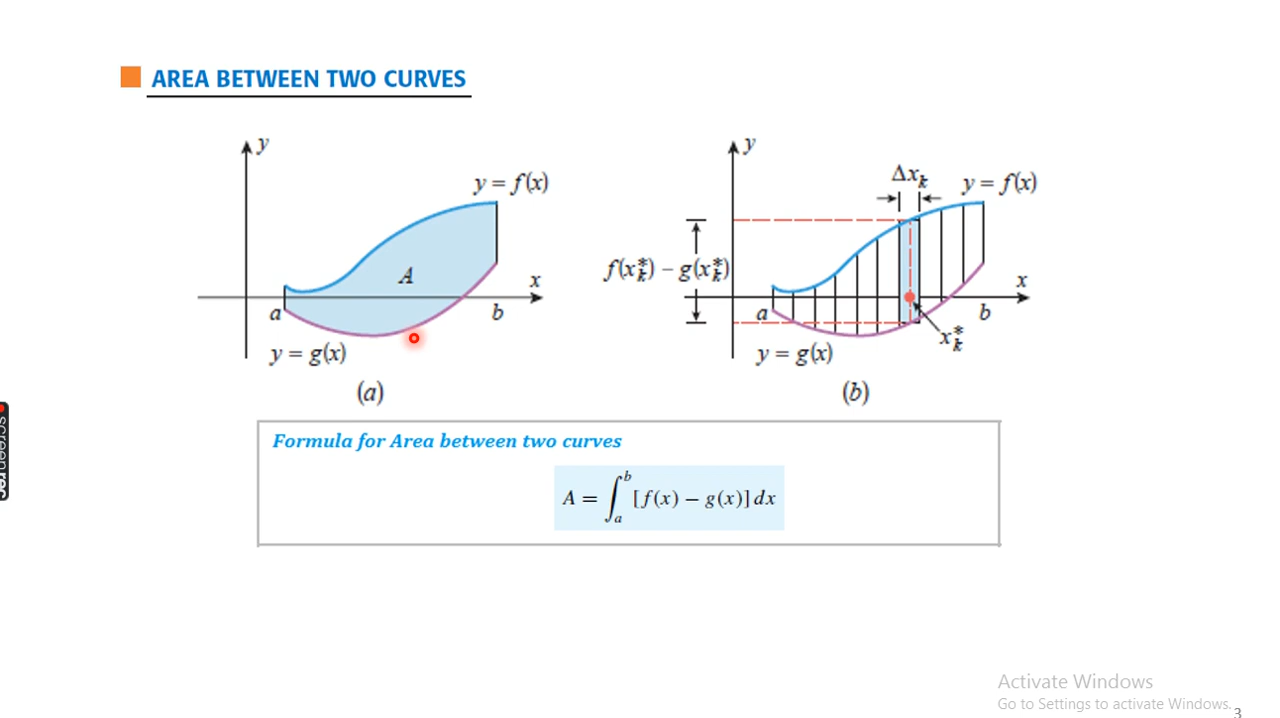 AREA BETWEEN TWO CURVES
y
y = f(x)
A
x
a
b
y = g(x)
(a)
y
Δxₖ
y = f(x)
f(xₖ*) − g(xₖ*)
x
a
b
xₖ*
y = g(x)
(b)
Formula for Area between two curves
A = ∫ₐᵇ [f(x) − g(x)] dx
screenrec
Activate Windows
Go to Settings to activate Windows.
3